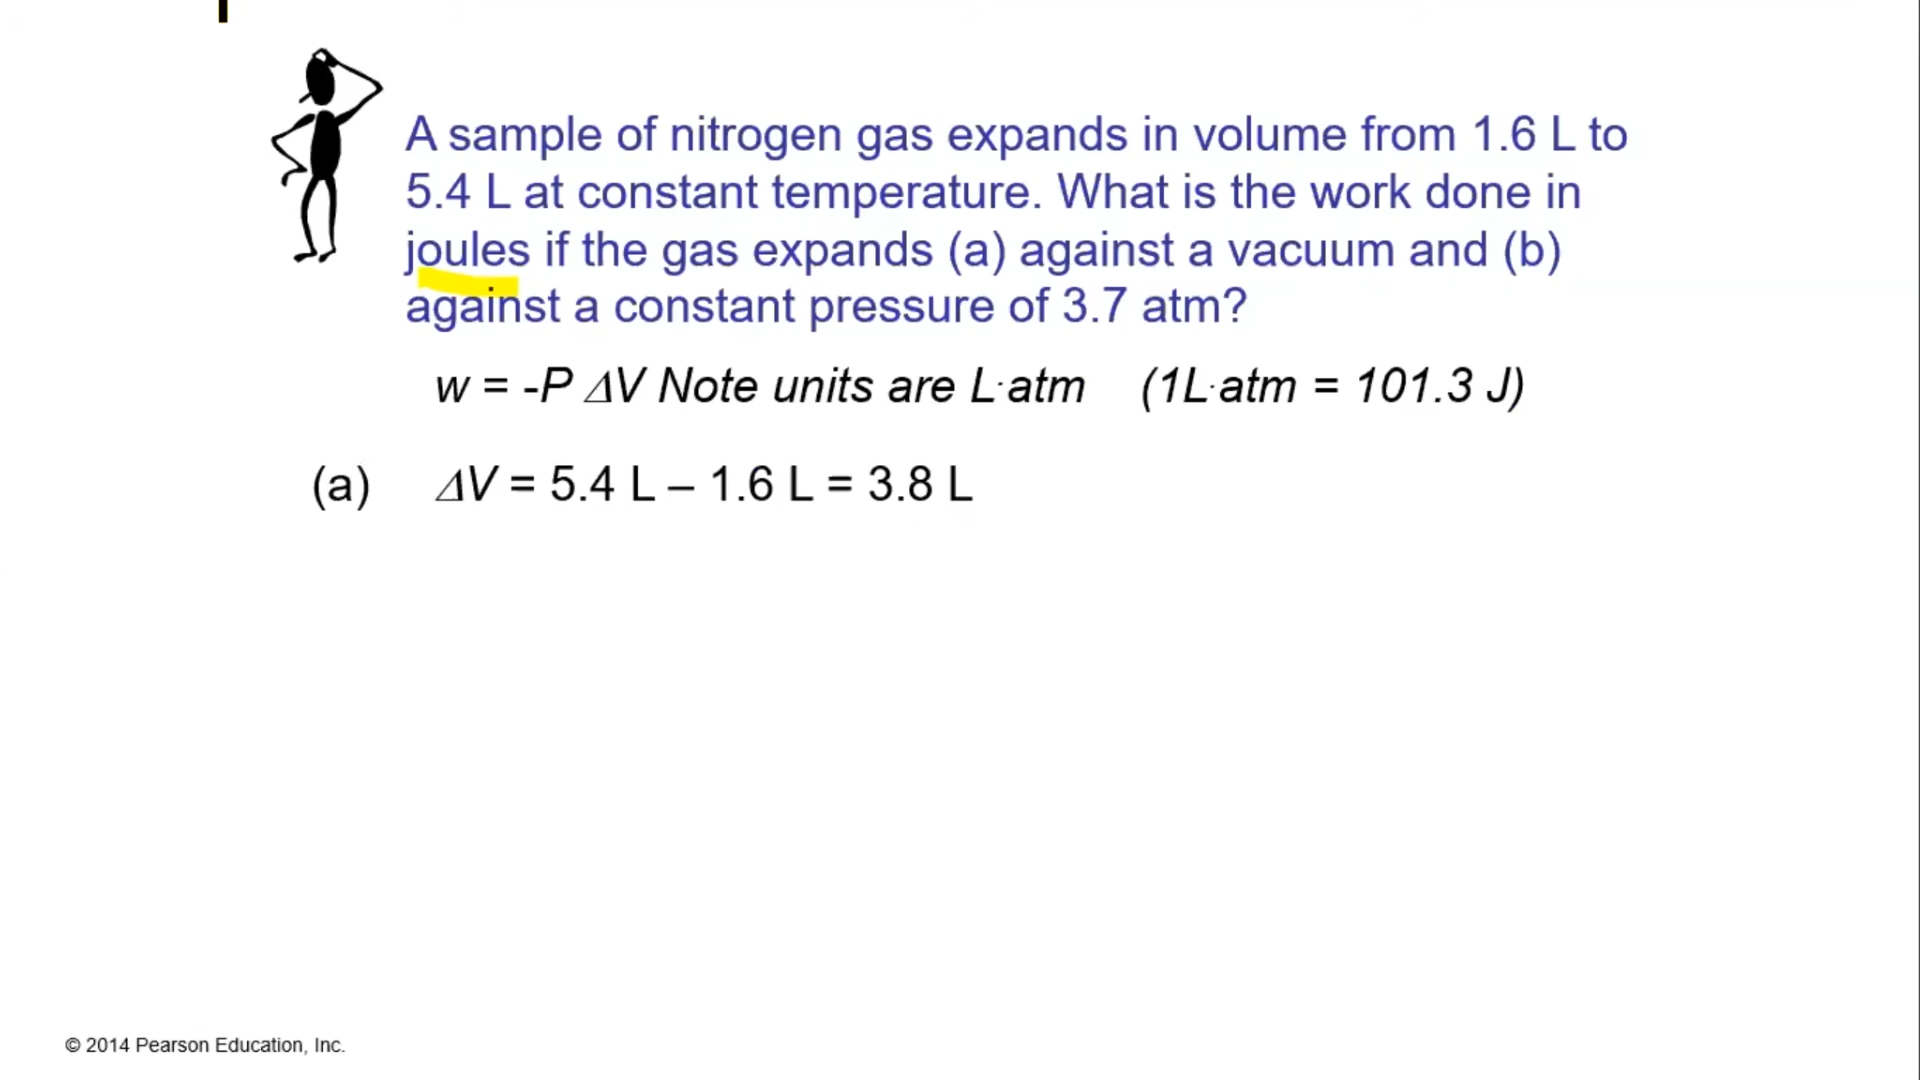 A sample of nitrogen gas expands in volume from 1.6 L to
5.4 L at constant temperature. What is the work done in
joules if the gas expands (a) against a vacuum and (b)
against a constant pressure of 3.7 atm?
w = -P ΔV Note units are L·atm (1L·atm = 101.3 J)
(a) ΔV = 5.4 L – 1.6 L = 3.8 L
© 2014 Pearson Education, Inc.